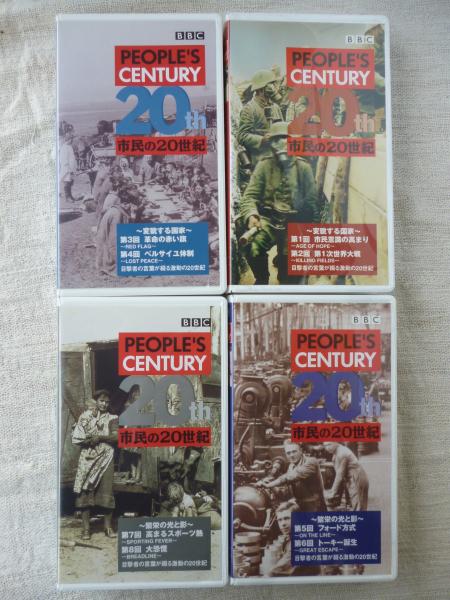 BBC
PEOPLE'S
CENTURY
20th
市民の20世紀
～変貌する国家～
第3回 革命の赤い旗
～RED FLAG～
第4回 ベルサイユ体制
～LOST PEACE～
目撃者の言葉が綴る激動の20世紀
BBC
PEOPLE'S
CENTURY
20th
市民の20世紀
～変貌する国家～
第1回 市民意識の高まり
～AGE OF HOPE～
第2回 第1次世界大戦
～KILLING FIELDS～
目撃者の言葉が綴る激動の20世紀
BBC
PEOPLE'S
CENTURY
20th
市民の20世紀
～繁栄の光と影～
第7回 高まるスポーツ熱
～SPORTING FEVER～
第8回 大恐慌
～BREADLINE～
目撃者の言葉が綴る激動の20世紀
BBC
PEOPLE'S
CENTURY
20th
市民の20世紀
～繁栄の光と影～
第5回 フォード方式
～ON THE LINE～
第6回 トーキー誕生
～GREAT ESCAPE～
目撃者の言葉が綴る激動の20世紀